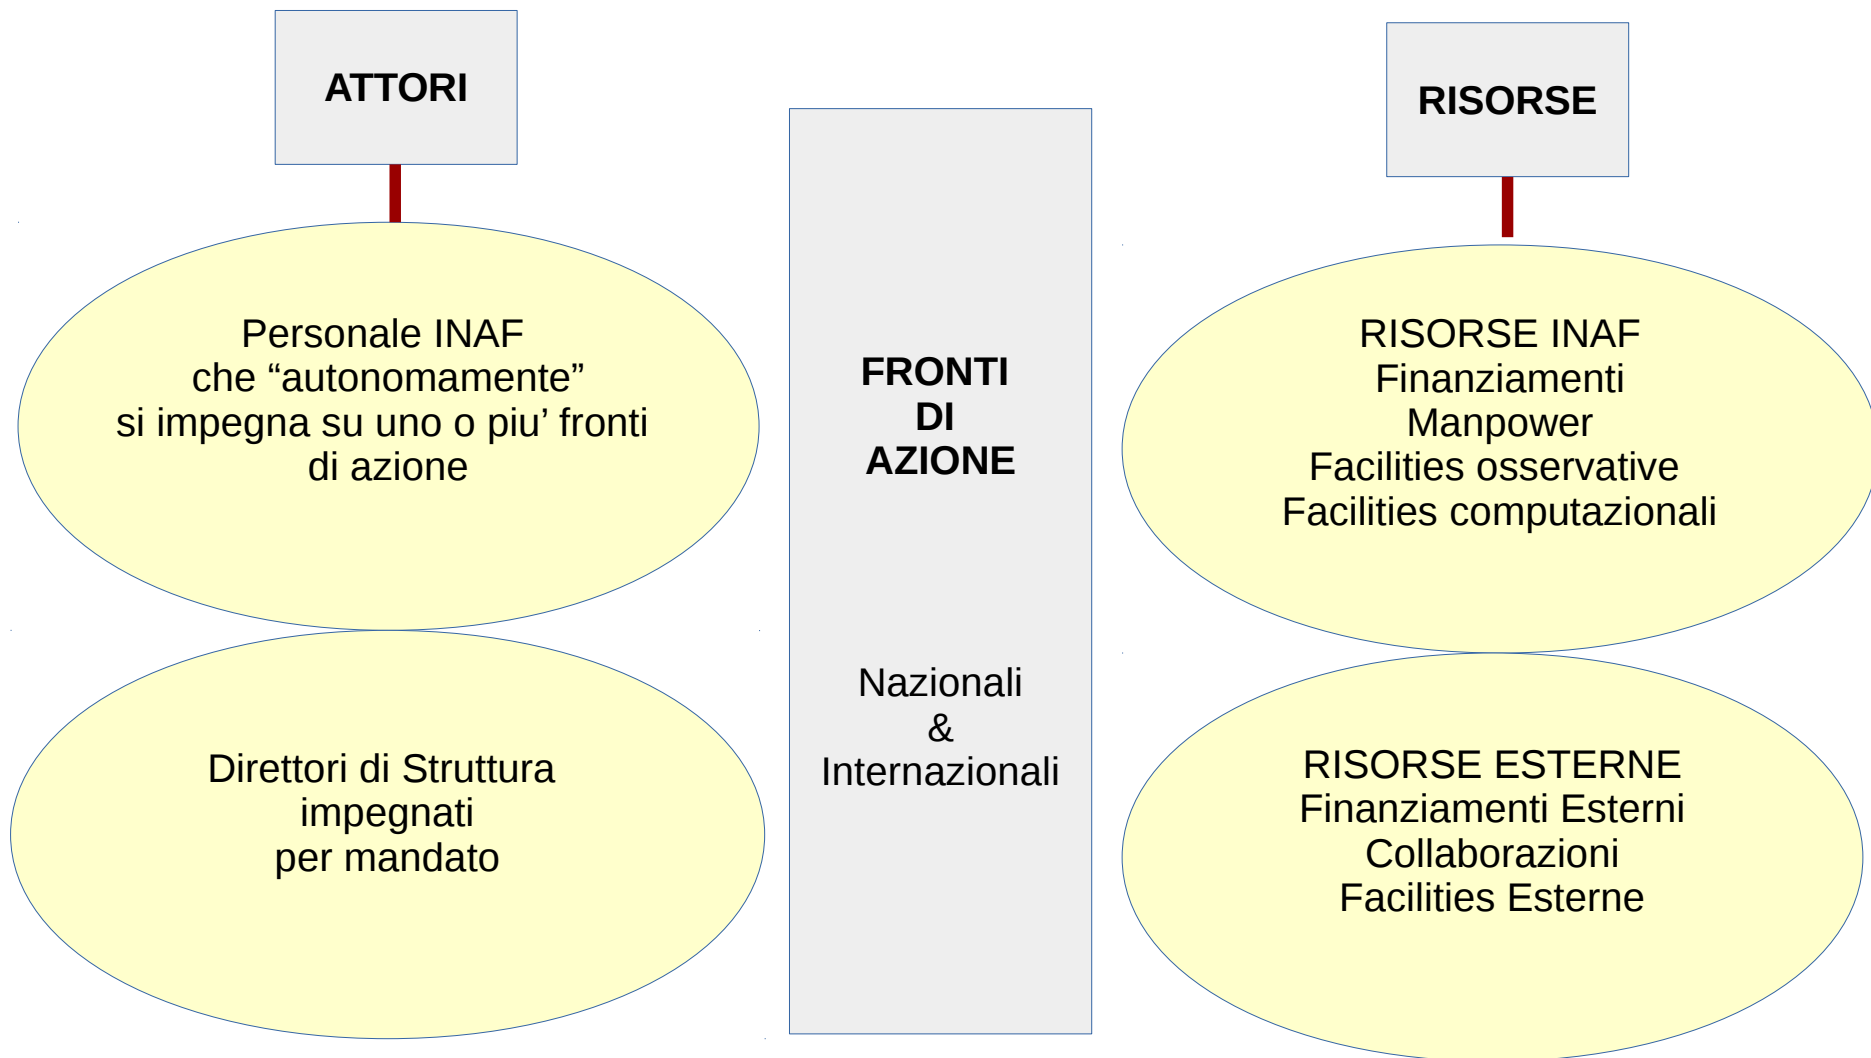 ATTORI
Personale INAF
che “autonomamente”
si impegna su uno o piu’ fronti
di azione
Direttori di Struttura
impegnati
per mandato
FRONTI
DI
AZIONE
Nazionali
&
Internazionali
RISORSE
RISORSE INAF
Finanziamenti
Manpower
Facilities osservative
Facilities computazionali
RISORSE ESTERNE
Finanziamenti Esterni
Collaborazioni
Facilities Esterne